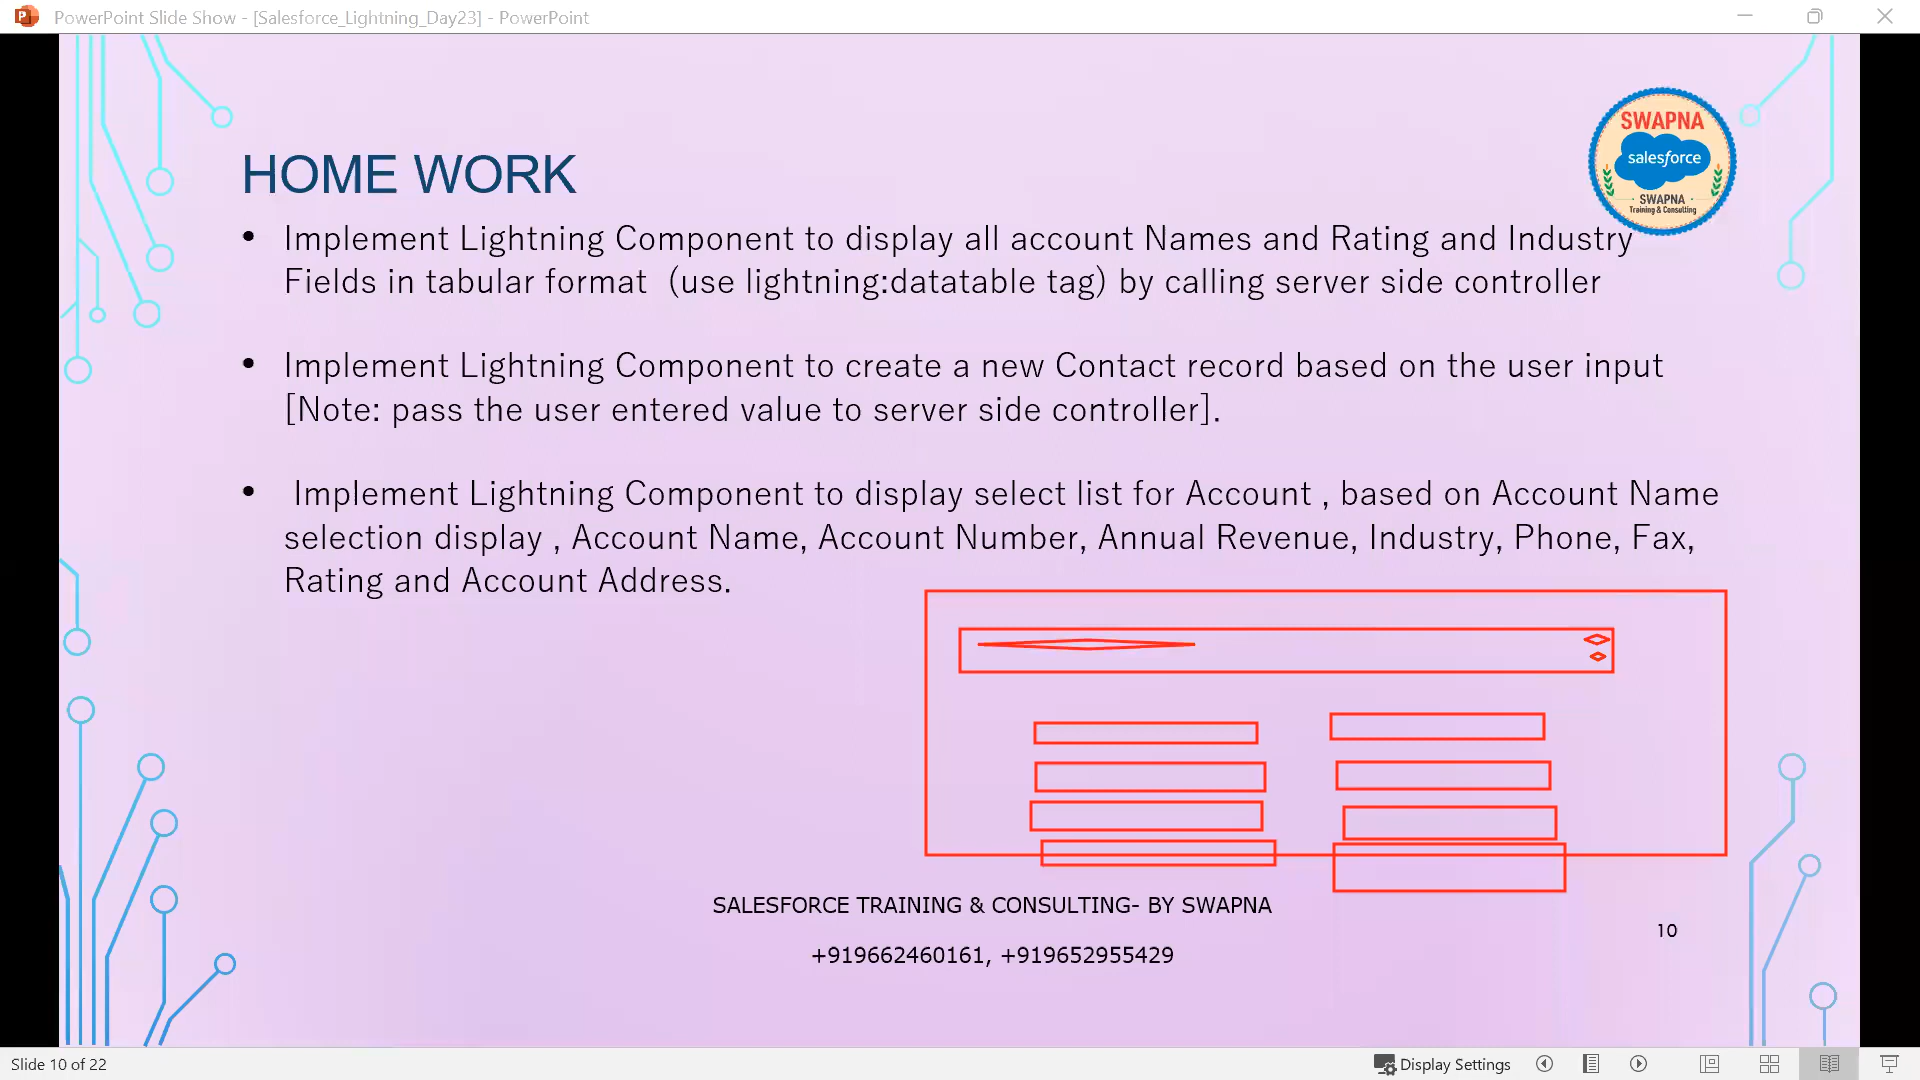 PowerPoint Slide Show - [Salesforce_Lightning_Day23] - PowerPoint
SWAPNA
salesforce
SWAPNA
Training & Consulting
HOME WORK
• Implement Lightning Component to display all account Names and Rating and Industry
Fields in tabular format (use lightning:datatable tag) by calling server side controller
• Implement Lightning Component to create a new Contact record based on the user input
[Note: pass the user entered value to server side controller].
• Implement Lightning Component to display select list for Account , based on Account Name
selection display , Account Name, Account Number, Annual Revenue, Industry, Phone, Fax,
Rating and Account Address.
SALESFORCE TRAINING & CONSULTING- BY SWAPNA
10
+919662460161, +919652955429
Slide 10 of 22
Display Settings